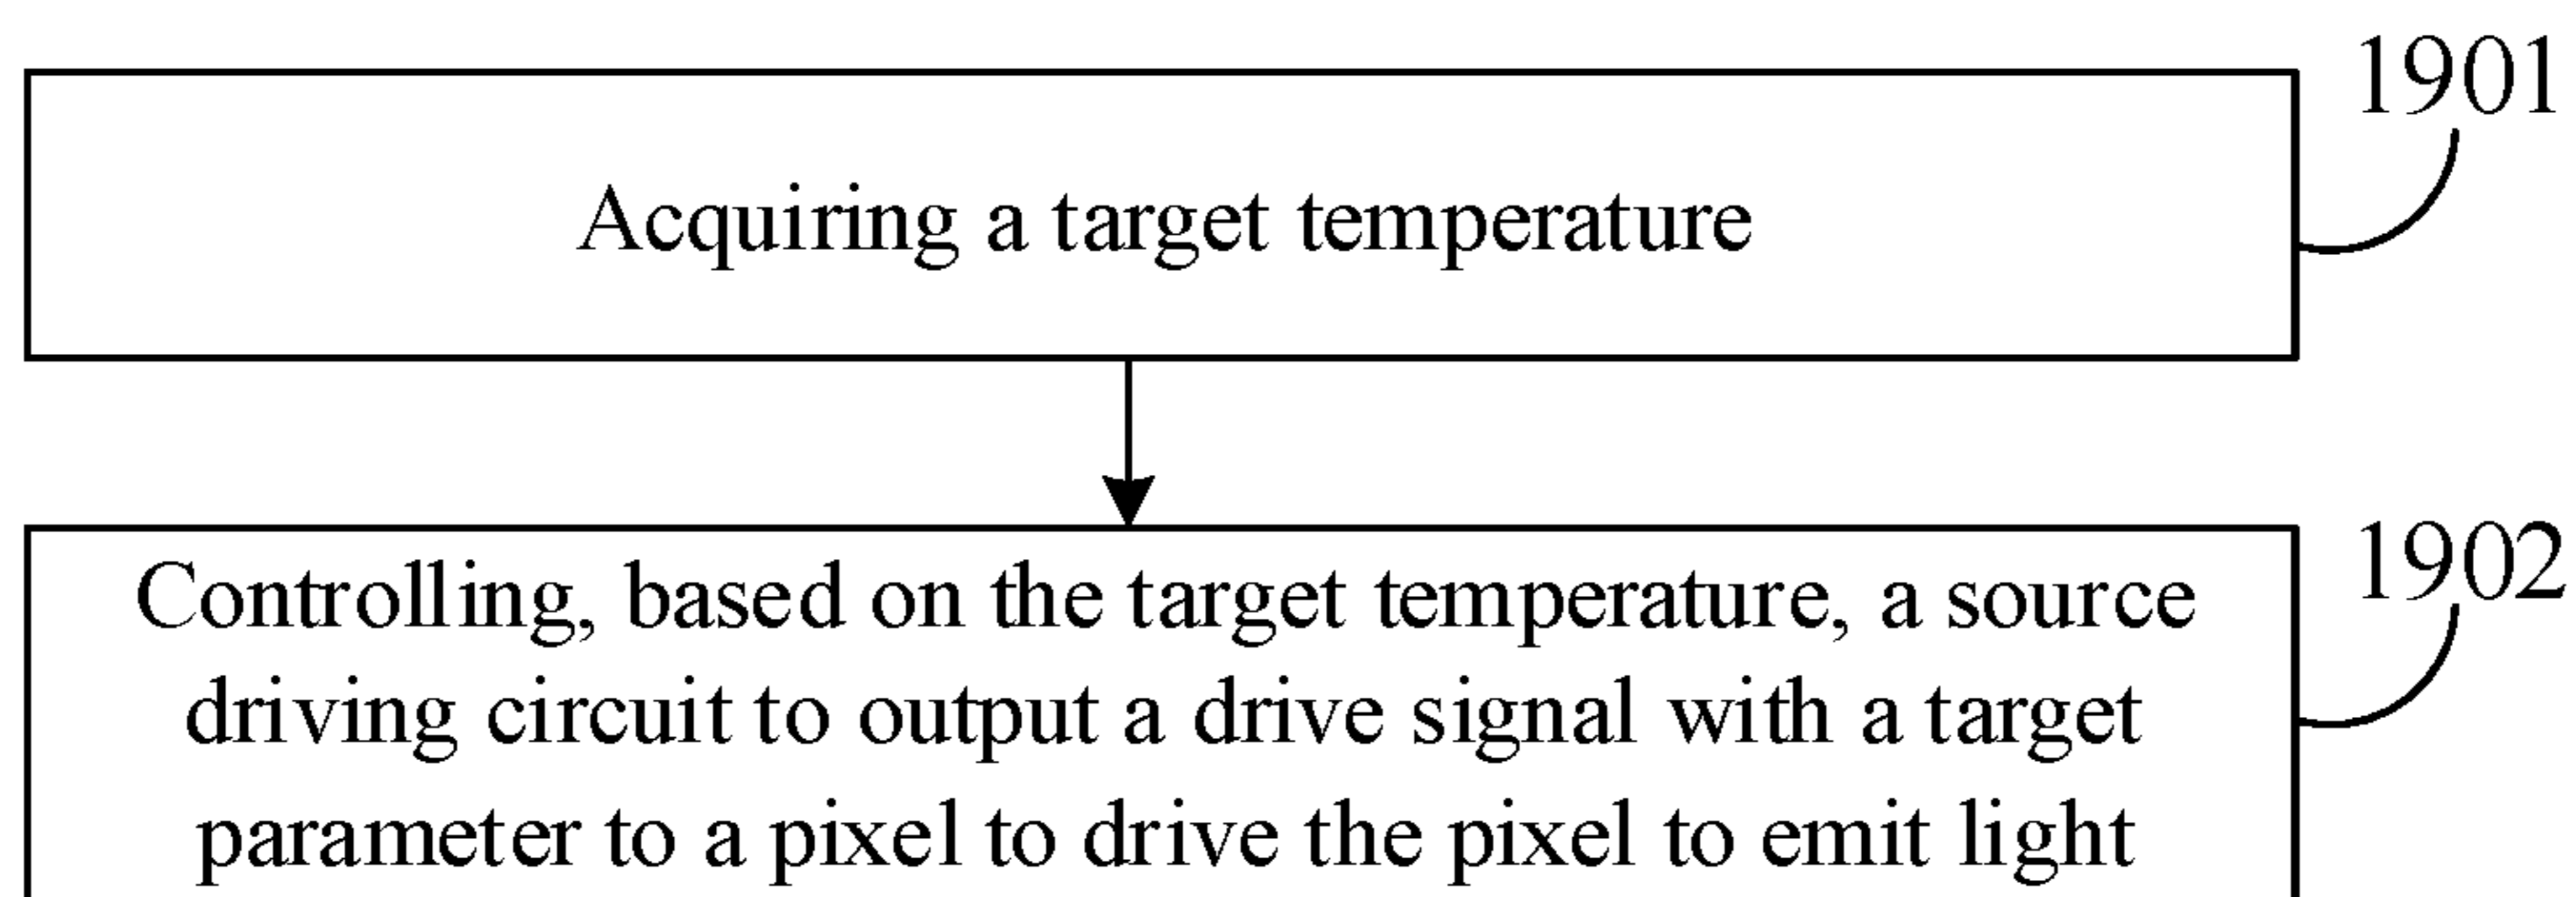 1901
Acquiring a target temperature
1902
Controlling, based on the target temperature, a source
driving circuit to output a drive signal with a target
parameter to a pixel to drive the pixel to emit light